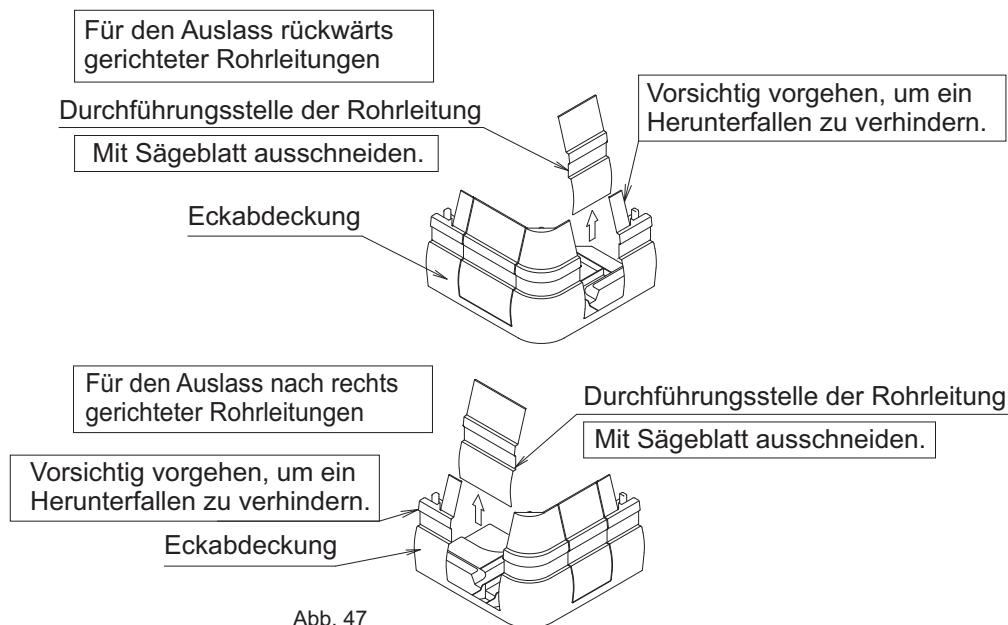 Für den Auslass rückwärts
gerichteter Rohrleitungen
Durchführungsstelle der Rohrleitung
Mit Sägeblatt ausschneiden.
Vorsichtig vorgehen, um ein
Herunterfallen zu verhindern.
Eckabdeckung
Für den Auslass nach rechts
gerichteter Rohrleitungen
Durchführungsstelle der Rohrleitung
Mit Sägeblatt ausschneiden.
Vorsichtig vorgehen, um ein
Herunterfallen zu verhindern.
Eckabdeckung
Abb. 47